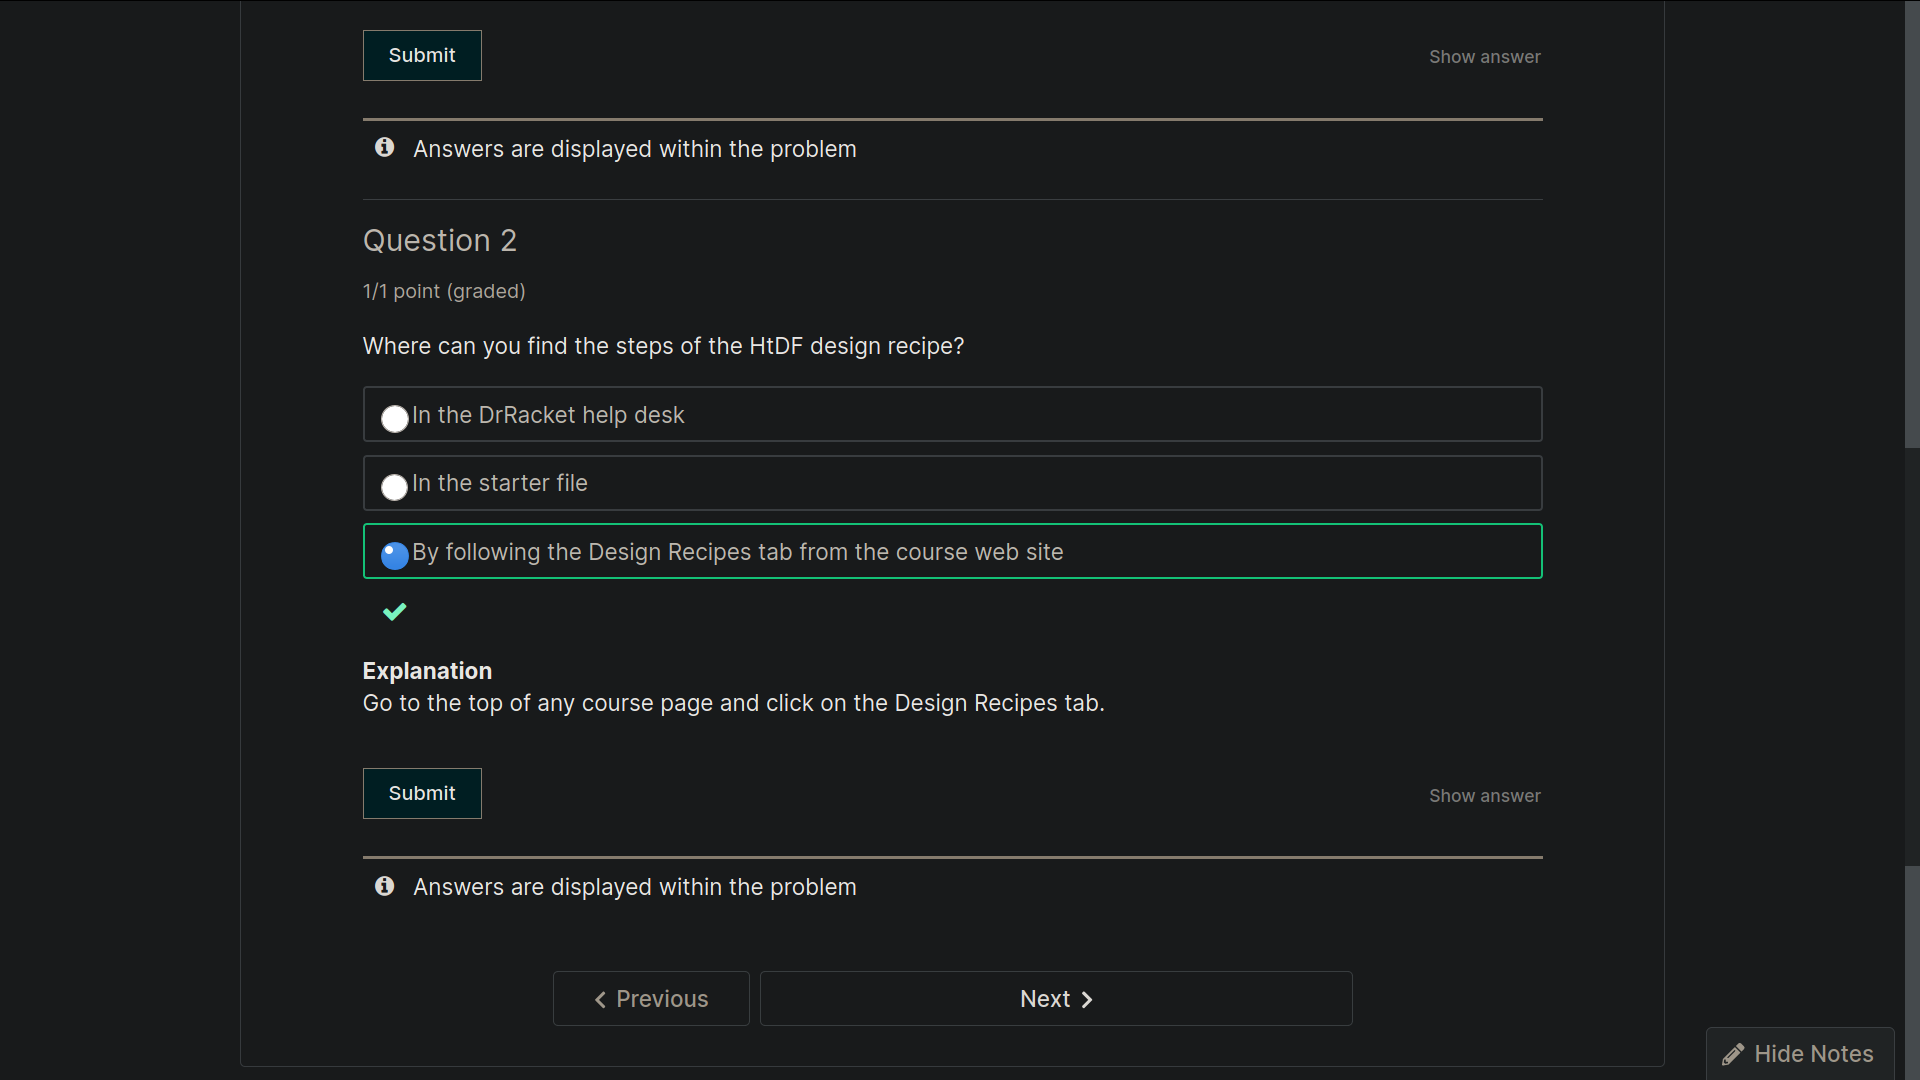 Submit
Show answer
Answers are displayed within the problem
Question 2
1/1 point (graded)
Where can you find the steps of the HtDF design recipe?
In the DrRacket help desk
In the starter file
By following the Design Recipes tab from the course web site
Explanation
Go to the top of any course page and click on the Design Recipes tab.
Submit
Show answer
Answers are displayed within the problem
Previous
Next
Hide Notes